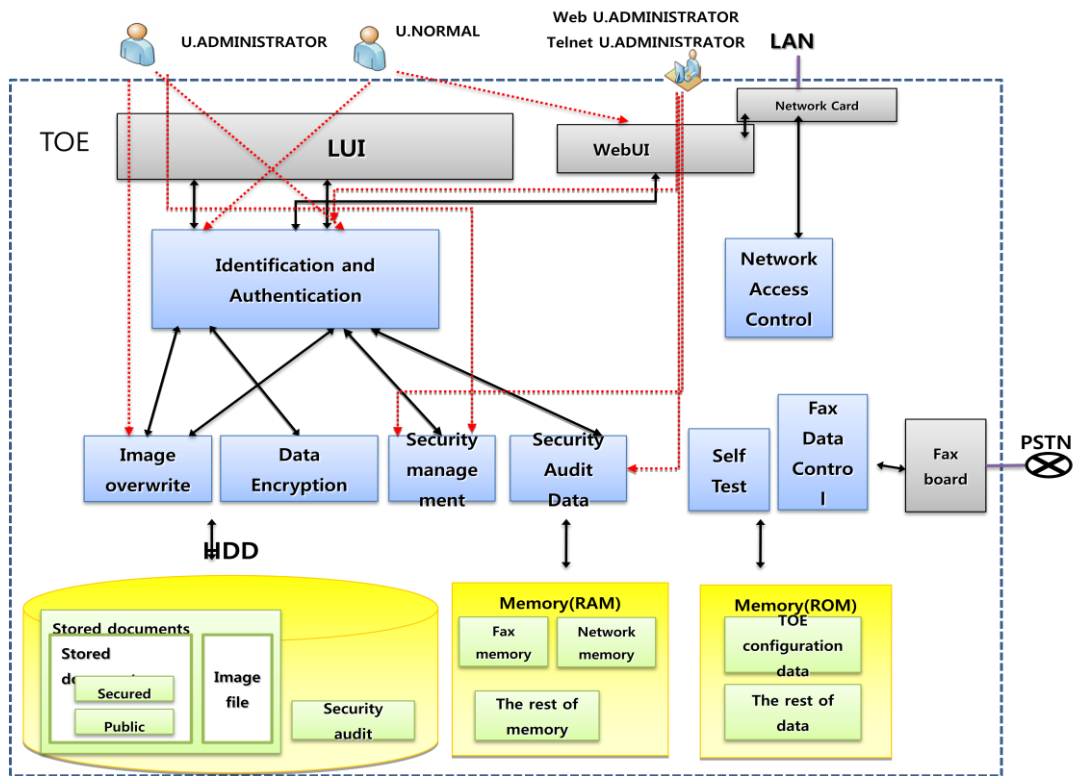 Web U.ADMINISTRATOR
U.ADMINISTRATOR
U.NORMAL
Telnet U.ADMINISTRATOR
LAN
Network Card
TOE
LUI
WebUI
Identification and
Authentication
Network
Access
Control
Image
overwrite
Data
Encryption
Security
manage
ment
Security
Audit
Data
Self
Test
Fax
Data
Contro
l
Fax
board
PSTN
HDD
Stored documents
Stored
Secured
Public
Image
file
Security
audit
Memory(RAM)
Fax
memory
Network
memory
The rest of
memory
Memory(ROM)
TOE
configuration
data
The rest of
data